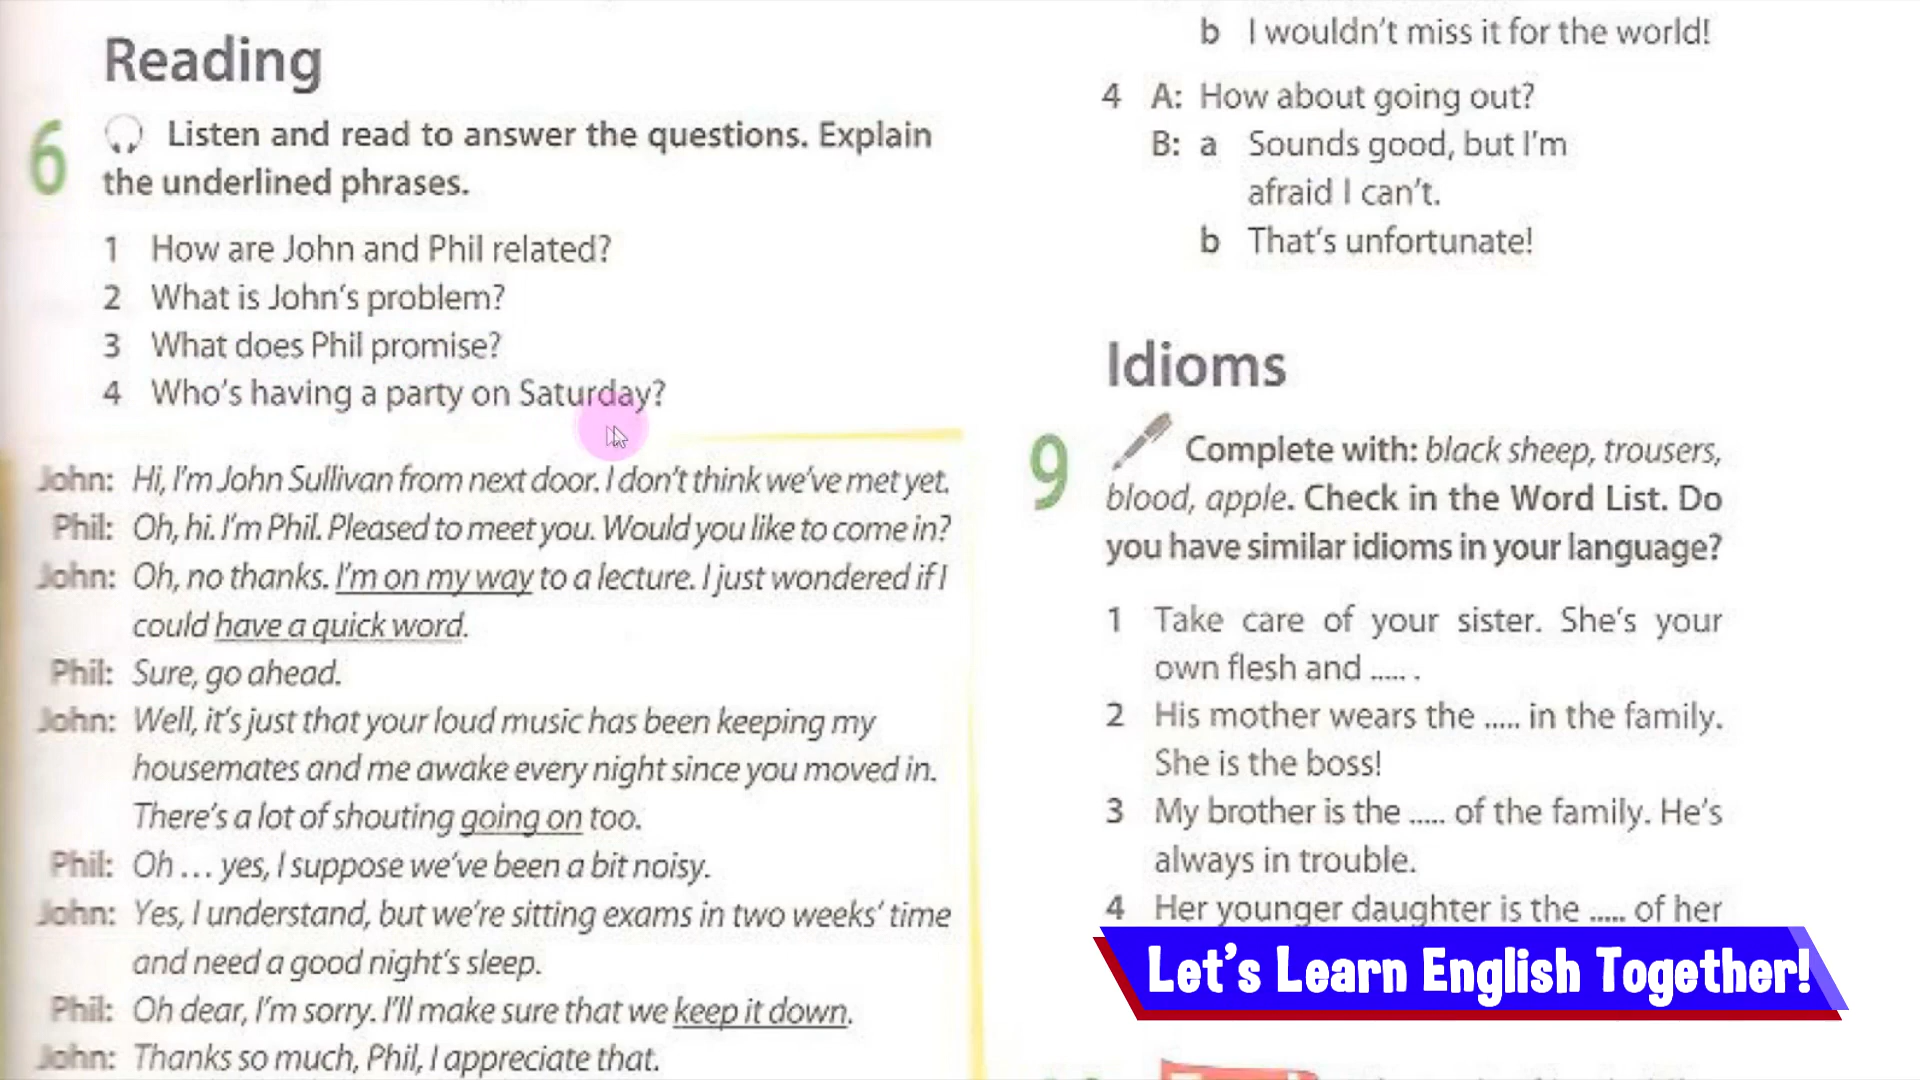 Reading
6 Listen and read to answer the questions. Explain
the underlined phrases.
1 How are John and Phil related?
2 What is John's problem?
3 What does Phil promise?
4 Who's having a party on Saturday?
John: Hi, I'm John Sullivan from next door. I don't think we've met yet.
Phil: Oh, hi. I'm Phil. Pleased to meet you. Would you like to come in?
John: Oh, no thanks. I'm on my way to a lecture. I just wondered if I
could have a quick word.
Phil: Sure, go ahead.
John: Well, it's just that your loud music has been keeping my
housemates and me awake every night since you moved in.
There's a lot of shouting going on too.
Phil: Oh ... yes, I suppose we've been a bit noisy.
John: Yes, I understand, but we're sitting exams in two weeks' time
and need a good night's sleep.
Phil: Oh dear, I'm sorry. I'll make sure that we keep it down.
John: Thanks so much, Phil, I appreciate that.
b I wouldn't miss it for the world!
4 A: How about going out?
B: a Sounds good, but I'm
afraid I can't.
b That's unfortunate!
Idioms
9 Complete with: black sheep, trousers,
blood, apple. Check in the Word List. Do
you have similar idioms in your language?
1 Take care of your sister. She's your
own flesh and ..... .
2 His mother wears the ..... in the family.
She is the boss!
3 My brother is the ..... of the family. He's
always in trouble.
4 Her younger daughter is the ..... of her
Let's Learn English Together!